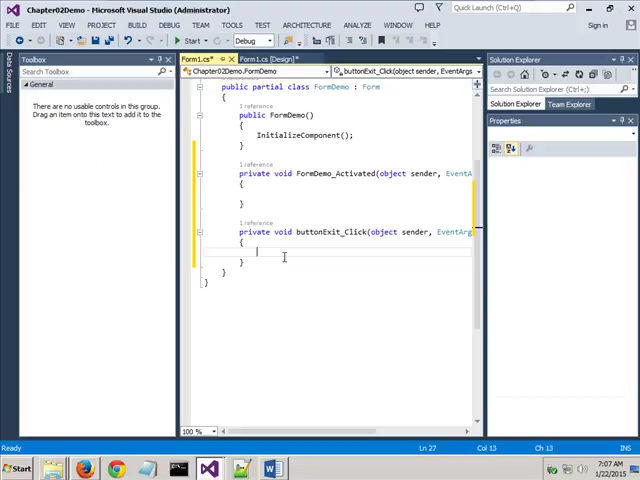 Chapter02Demo - Microsoft Visual Studio (Administrator)
Quick Launch (Ctrl+Q)
FILE EDIT VIEW PROJECT BUILD DEBUG TEAM TOOLS TEST ARCHITECTURE ANALYZE WINDOW HELP
Sign in
Start Debug
Data Sources
Toolbox
Search Toolbox
General
There are no usable controls in this group.
Drag an item onto this text to add it to the
toolbox.
Form1.cs* Form1.cs [Design]*
Chapter02Demo.FormDemo buttonExit_Click(object sender, EventArgs
public partial class FormDemo : Form
{
1 reference
public FormDemo()
{
InitializeComponent();
}
1 reference
private void FormDemo_Activated(object sender, EventA
{
}
1 reference
private void buttonExit_Click(object sender, EventArg
{
}
}
}
100 %
Solution Explorer
Search Solution Explorer (Ctrl+;)
Solution Explorer Team Explorer
Properties
Ready Ln 27 Col 13 Ch 13 INS
Start
7:07 AM
1/22/2015